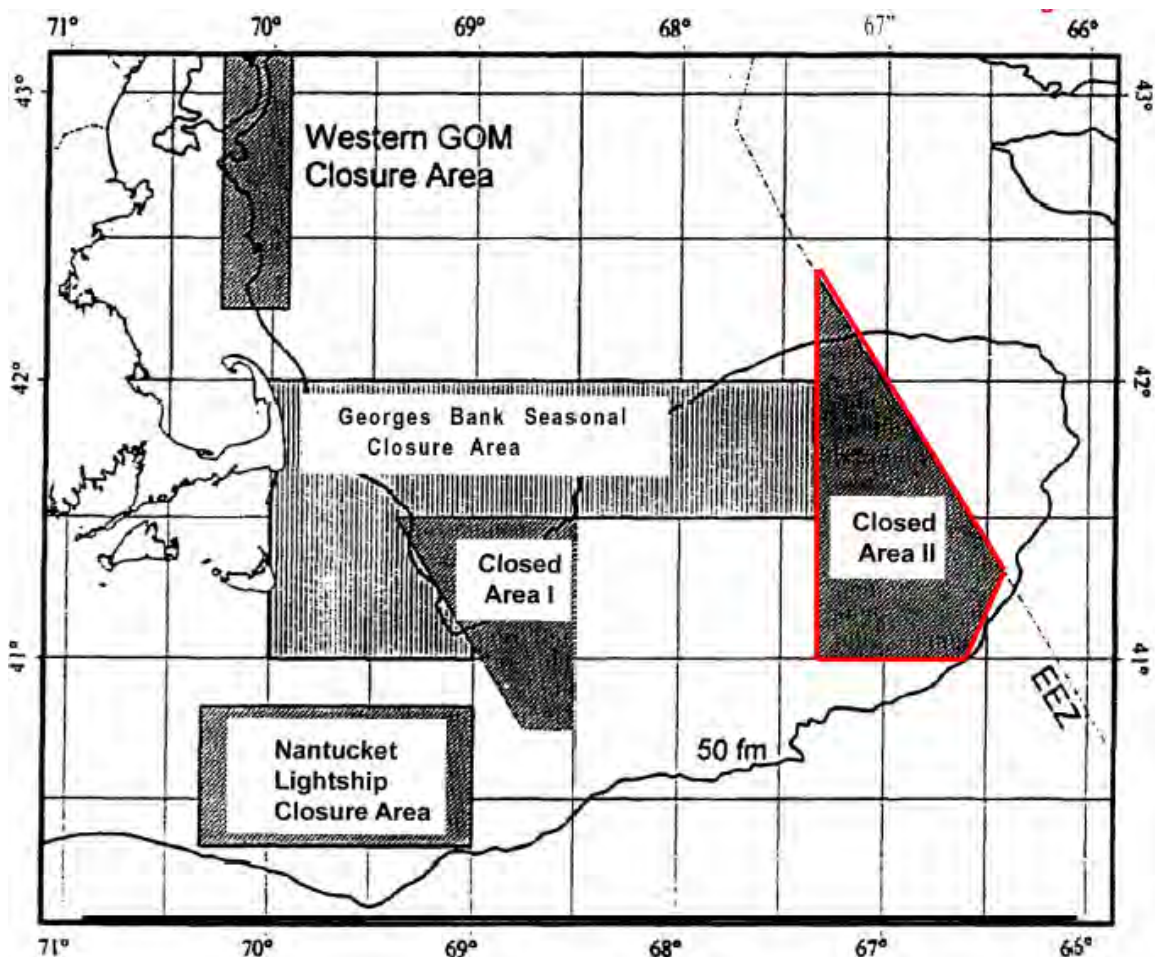 71° 70° 69° 68° 67° 66°
43° 43°
Western GOM
Closure Area
42° 42°
Georges Bank Seasonal
Closure Area
Closed
Area I
Closed
Area II
41° 41°
EEZ
50 fm
Nantucket
Lightship
Closure Area
71° 70° 69° 68° 67° 66°